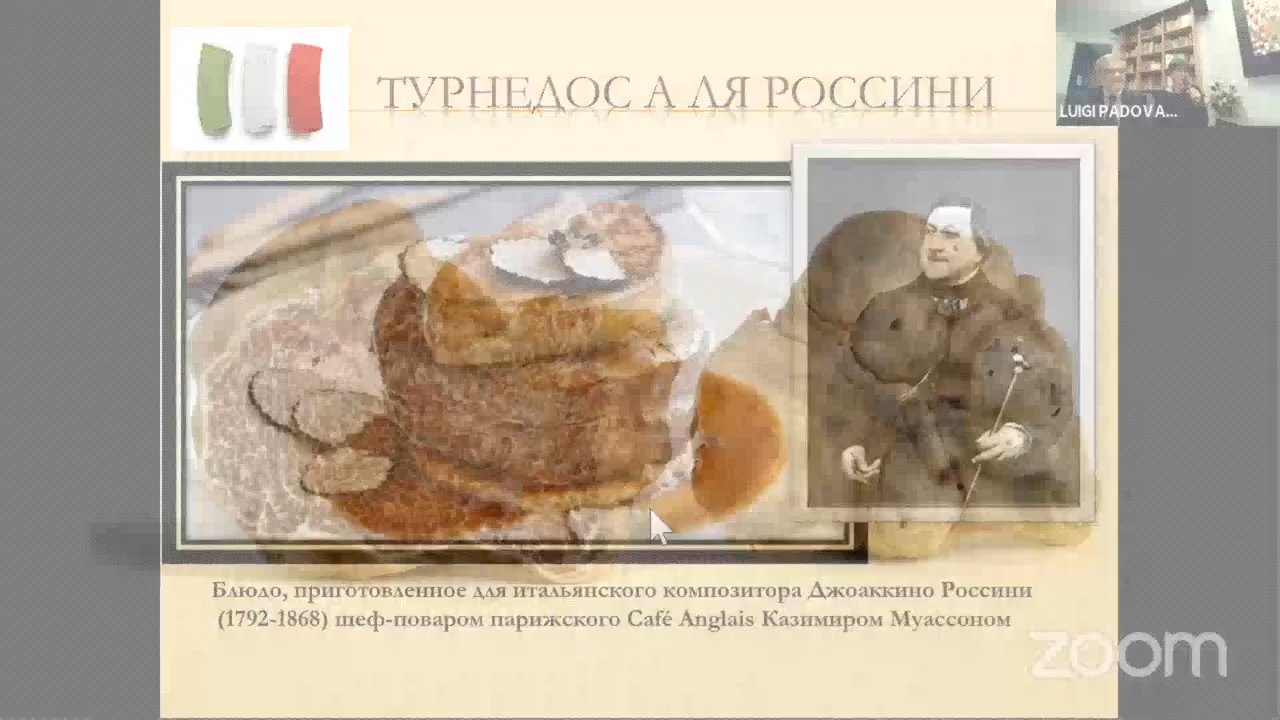 ТУРНЕДОС А ЛЯ РОССИНИ
LUIGI PADOVA...
Блюдо, приготовленное для итальянского композитора Джоаккино Россини
(1792-1868) шеф-поваром парижского Café Anglais Казимиром Муассоном
zoom